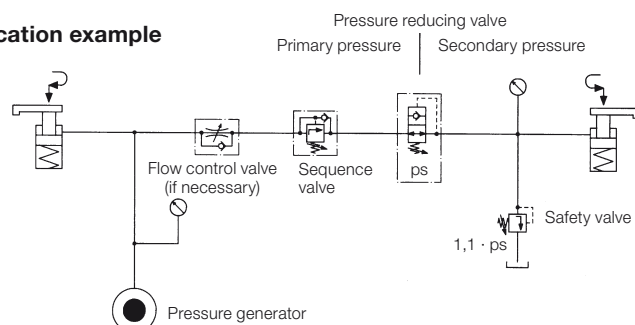 cation example
Pressure reducing valve
Primary pressure
Secondary pressure
Flow control valve
(if necessary)
Sequence
valve
ps
Safety valve
1,1 · ps
Pressure generator